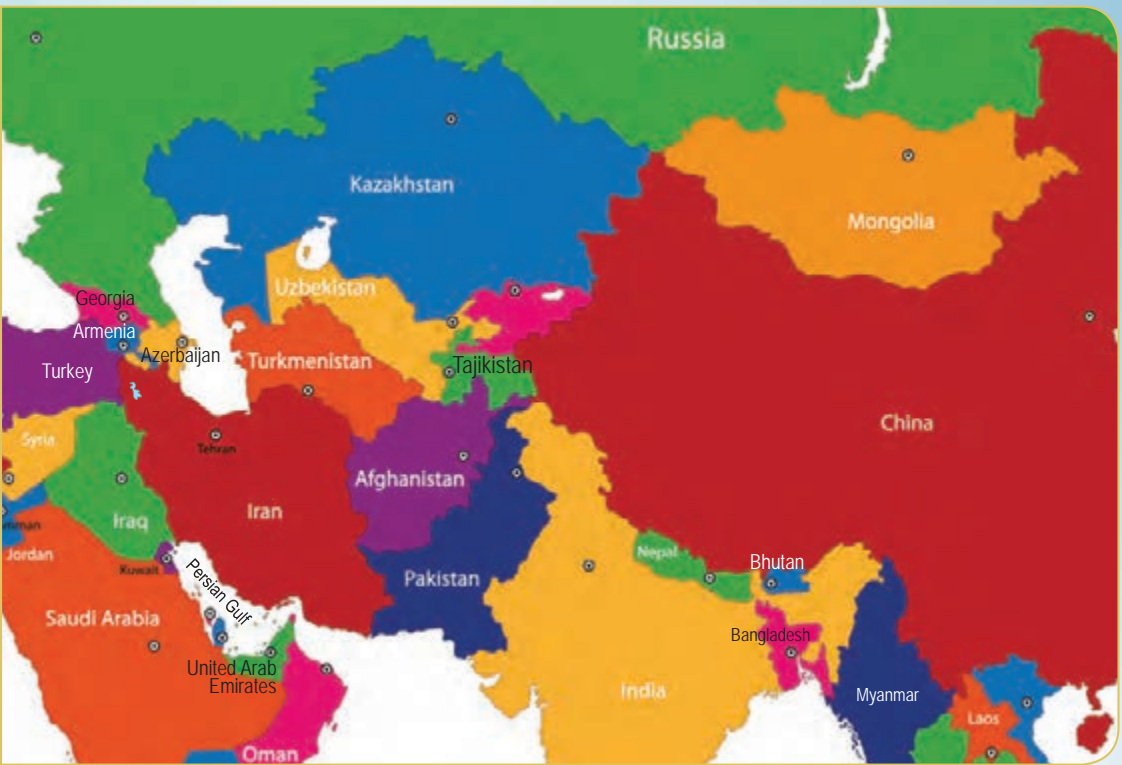 Russia
Kazakhstan
Mongolia
Uzbekistan
Georgia
Armenia
Azerbaijan
Turkey
Turkmenistan
Tajikistan
China
Syria
Tehran
Afghanistan
Iraq
Iran
Jordan
Kuwait
Persian Gulf
Pakistan
Nepal
Bhutan
Saudi Arabia
Bangladesh
United Arab
Emirates
India
Myanmar
Laos
Oman